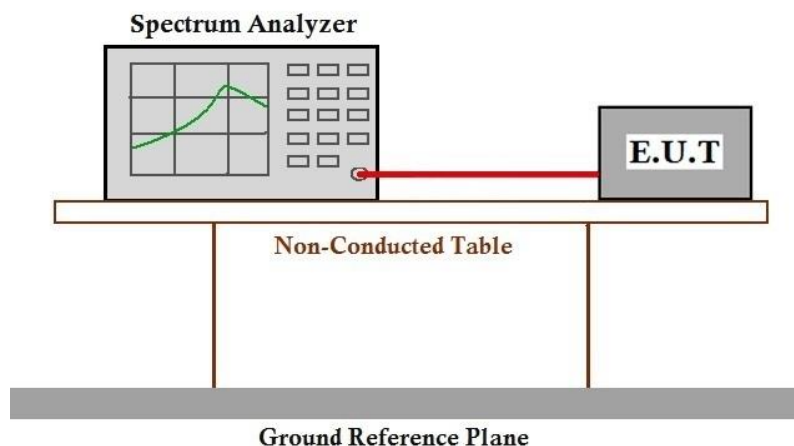 Spectrum Analyzer
E.U.T
Non-Conducted Table
Ground Reference Plane